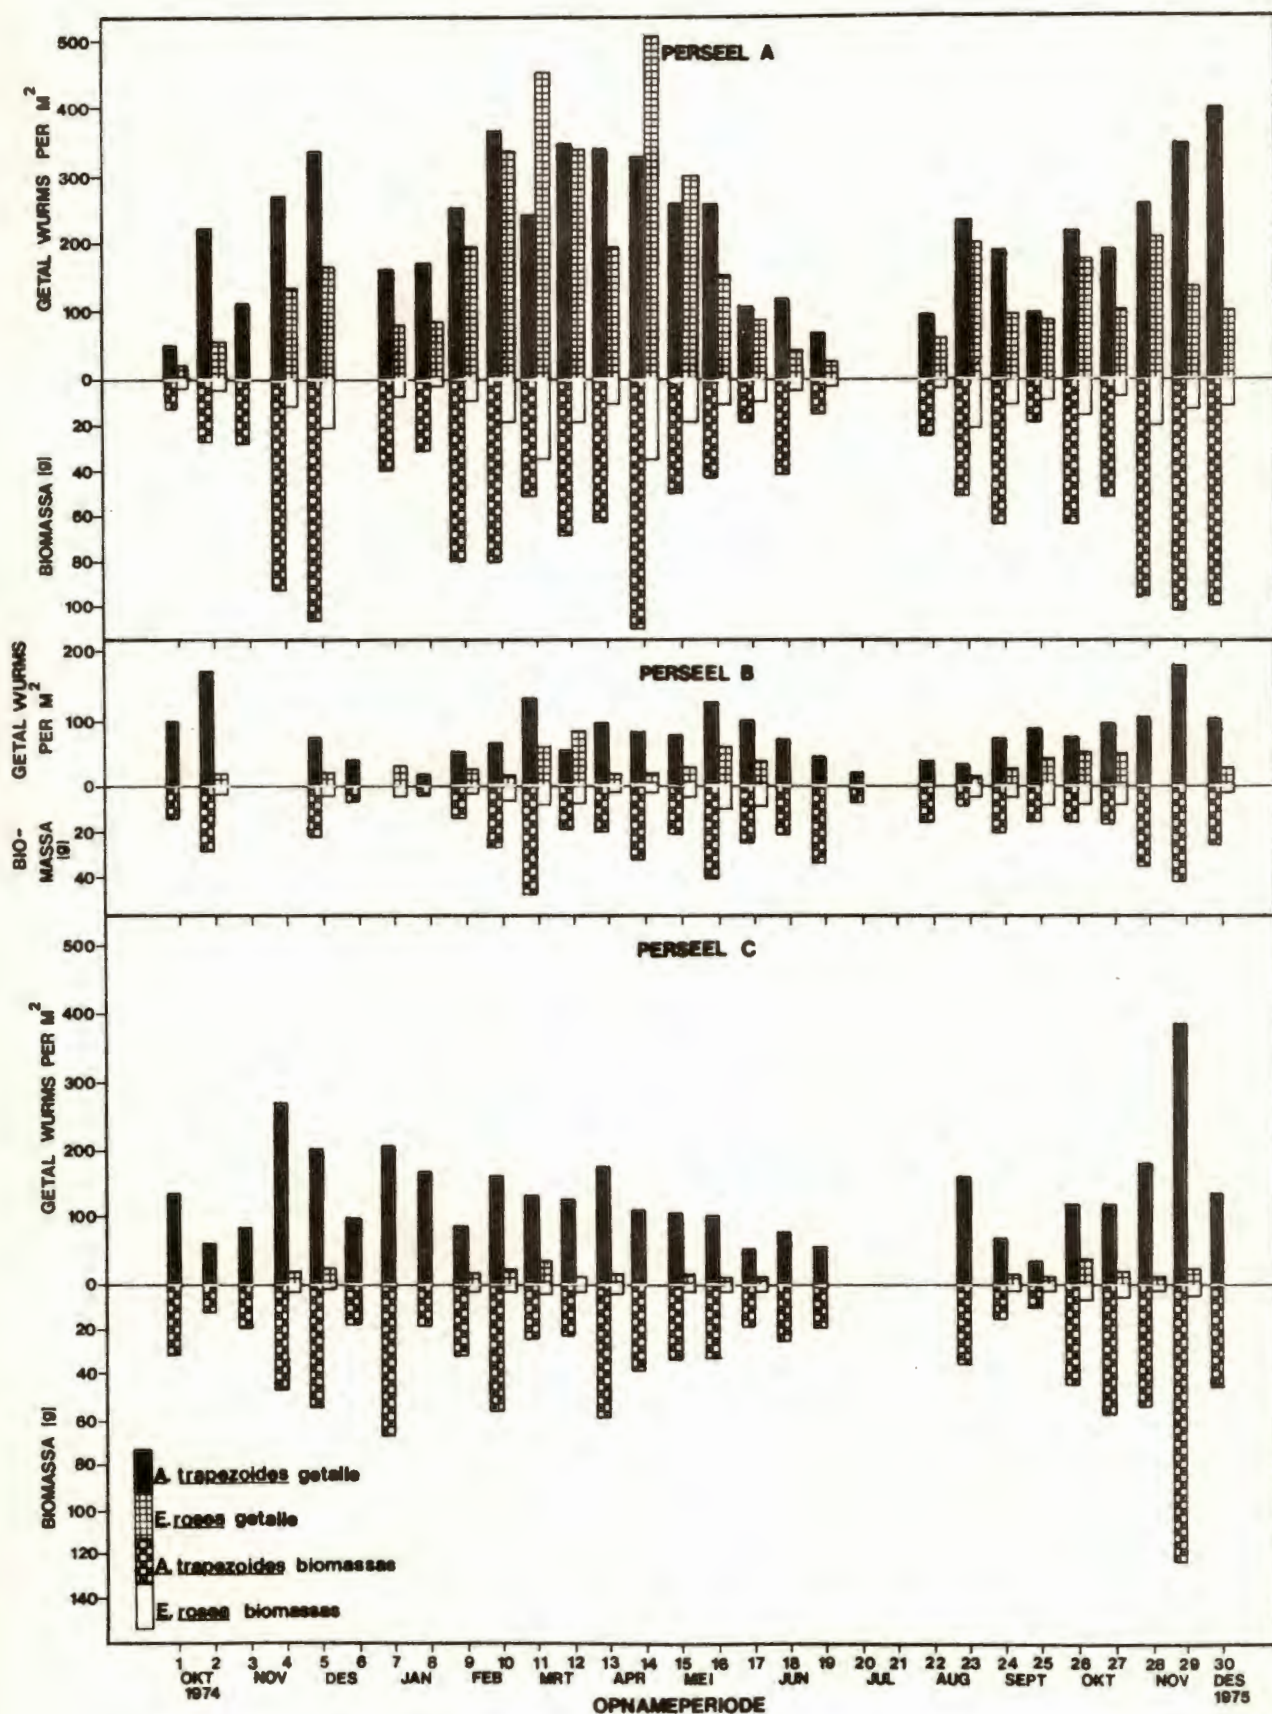 PERSEEL A
GETAL WURMS PER M²
500
400
300
200
100
0
20
40
60
80
100
BIOMASSA (g)
PERSEEL B
GETAL WURMS
PER M²
200
100
0
20
40
BIO-
MASSA
(g)
PERSEEL C
GETAL WURMS PER M²
500
400
300
200
100
0
20
40
60
80
100
120
140
BIOMASSA (g)
A. trapezoides getalle
E. rosea getalle
A. trapezoides biomassas
E. rosea biomassas
1 2 3 4 5 6 7 8 9 10 11 12 13 14 15 16 17 18 19 20 21 22 23 24 25 26 27 28 29 30
OKT NOV DES JAN FEB MRT APR MEI JUN JUL AUG SEPT OKT NOV DES
1974 1975
OPNAMEPERIODE